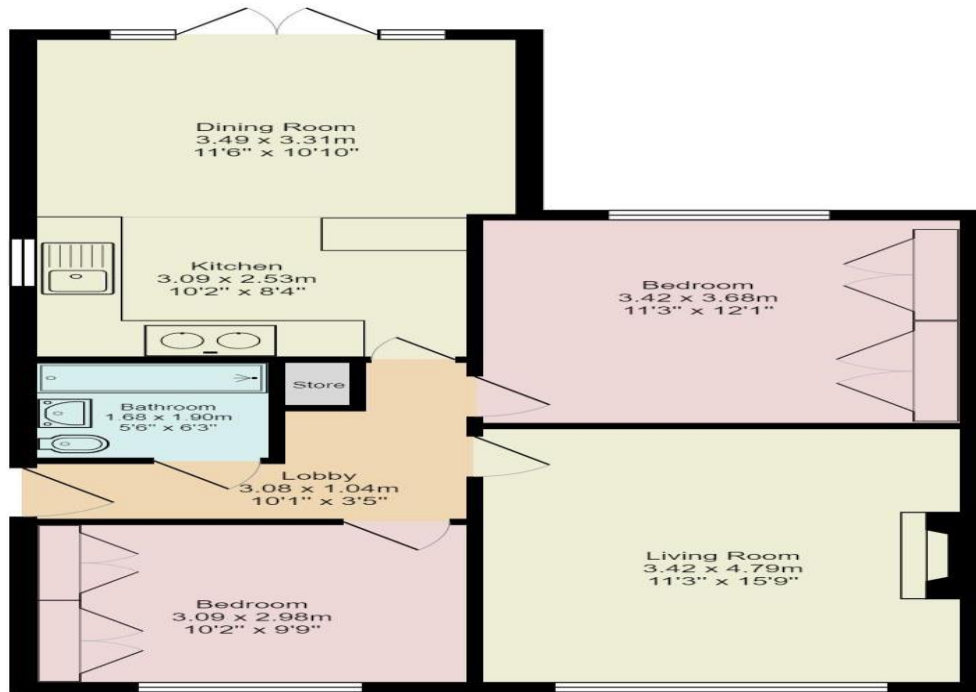 Dining Room
3.49 x 3.31m
11'6" x 10'10"
Kitchen
3.09 x 2.53m
10'2" x 8'4"
Bedroom
3.42 x 3.68m
11'3" x 12'1"
Store
Bathroom
1.68 x 1.90m
5'6" x 6'3"
Lobby
3.08 x 1.04m
10'1" x 3'5"
Living Room
3.42 x 4.79m
11'3" x 15'9"
Bedroom
3.09 x 2.98m
10'2" x 9'9"